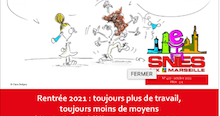 SNES
MARSEILLE
FERMER
Rentrée 2021 : toujours plus de travail,
toujours moins de moyens